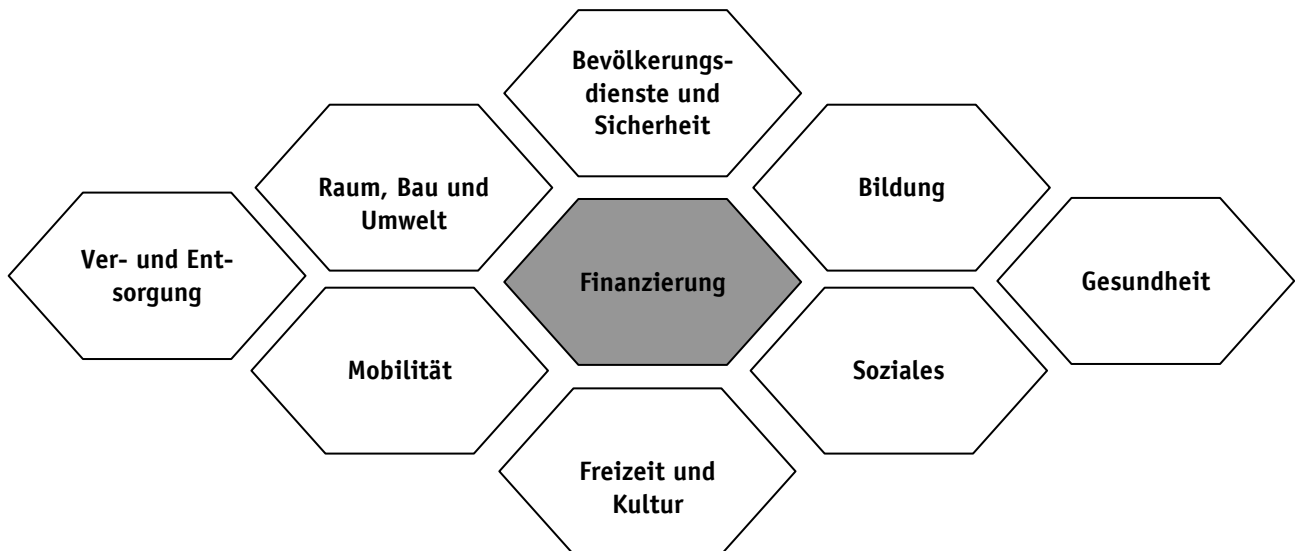 Bevölkerungs-
dienste und
Sicherheit
Raum, Bau und
Umwelt
Bildung
Ver- und Ent-
sorgung
Finanzierung
Gesundheit
Mobilität
Soziales
Freizeit und
Kultur